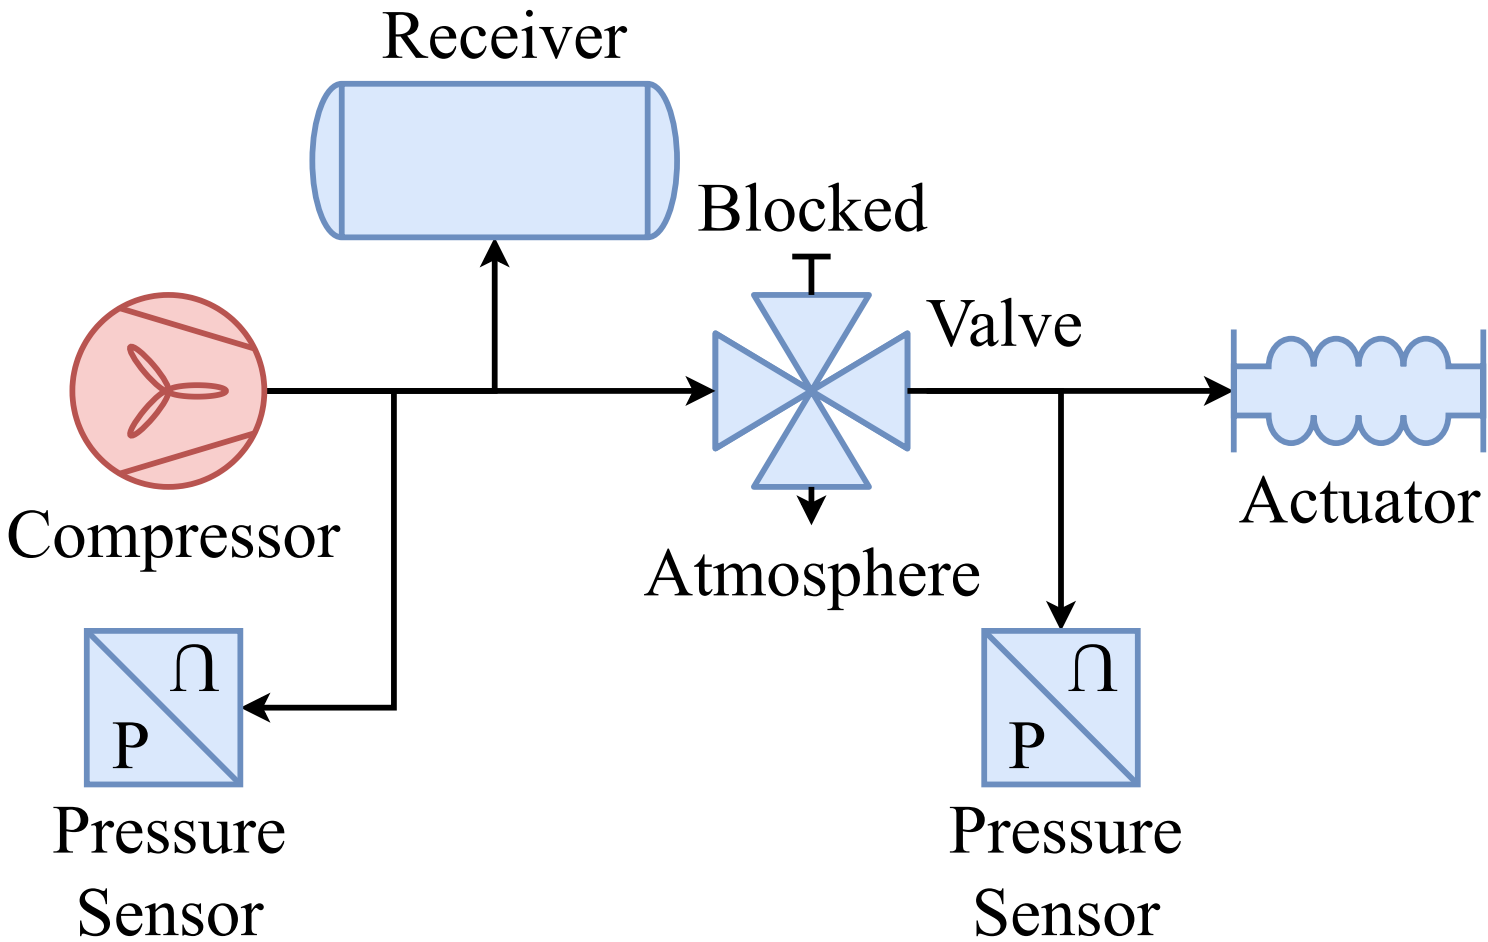 Receiver
Blocked
Valve
Compressor
Actuator
Atmosphere
∩
P
Pressure
Sensor
∩
P
Pressure
Sensor